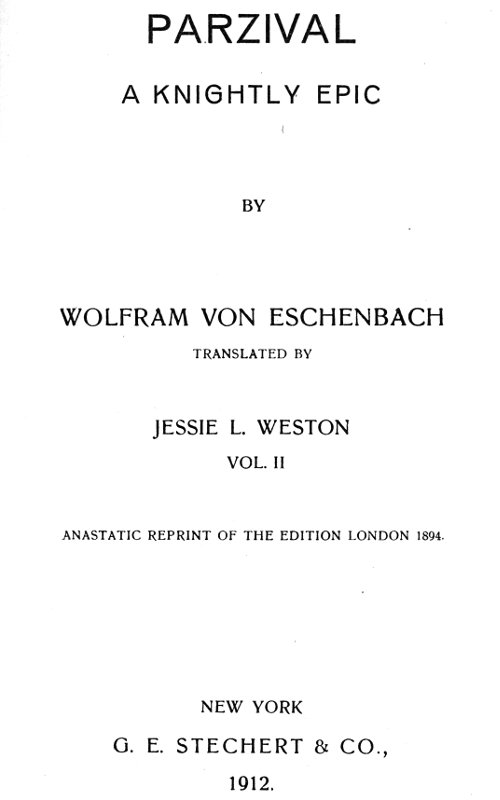 PARZIVAL
A KNIGHTLY EPIC
BY
WOLFRAM VON ESCHENBACH
TRANSLATED BY
JESSIE L. WESTON
VOL. II
ANASTATIC REPRINT OF THE EDITION LONDON 1894.
NEW YORK
G. E. STECHERT & CO.,
1912.